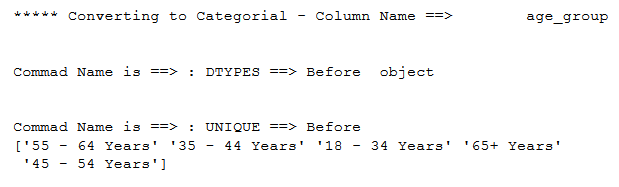 ***** Converting to Categorial - Column Name ==>        age_group
Commad Name is ==> : DTYPES ==> Before  object
Commad Name is ==> : UNIQUE ==> Before
['55 - 64 Years' '35 - 44 Years' '18 - 34 Years' '65+ Years'
 '45 - 54 Years']